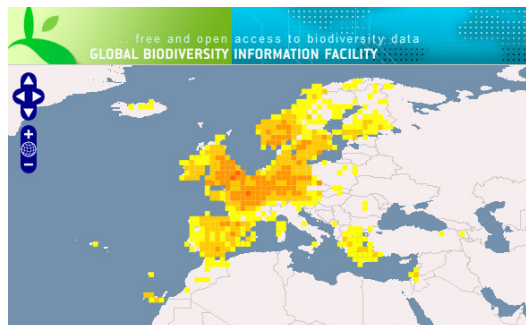 ... free and open access to biodiversity data
GLOBAL BIODIVERSITY INFORMATION FACILITY